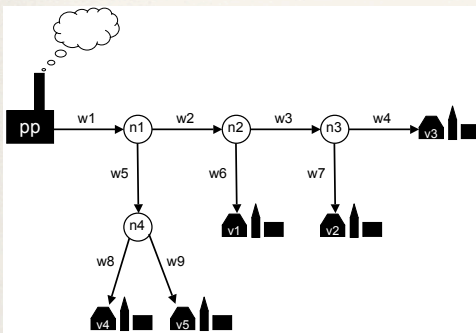 pp w1 n1 w2 n2 w3 n3 w4 v3
w5 w6 w7
n4 v1 v2
w8 w9
v4 v5